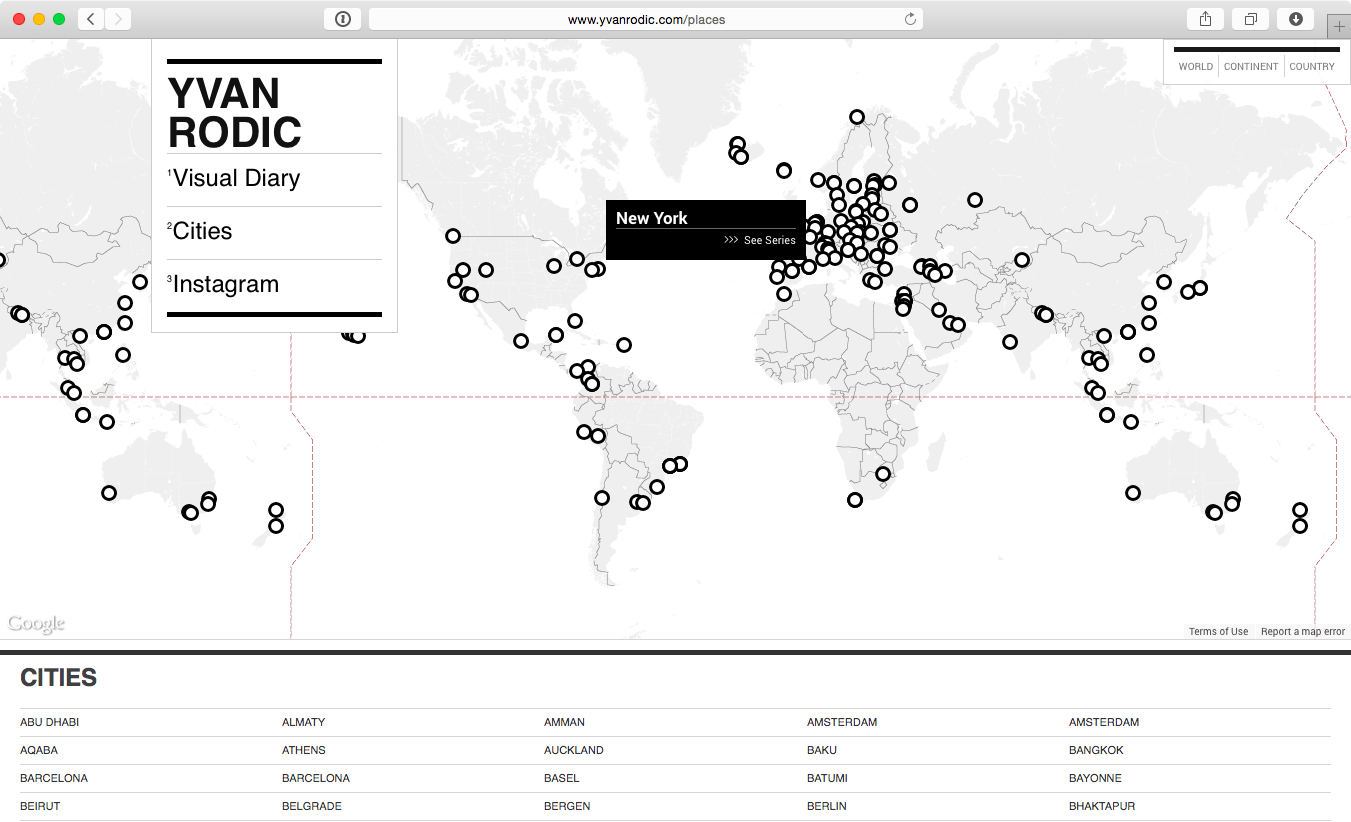 www.yvanrodic.com/places
WORLD CONTINENT COUNTRY
YVAN
RODIC
1Visual Diary
2Cities
3Instagram
New York
>>> See Series
Google
Terms of Use Report a map error
CITIES
ABU DHABI ALMATY AMMAN AMSTERDAM AMSTERDAM
AQABA ATHENS AUCKLAND BAKU BANGKOK
BARCELONA BARCELONA BASEL BATUMI BAYONNE
BEIRUT BELGRADE BERGEN BERLIN BHAKTAPUR